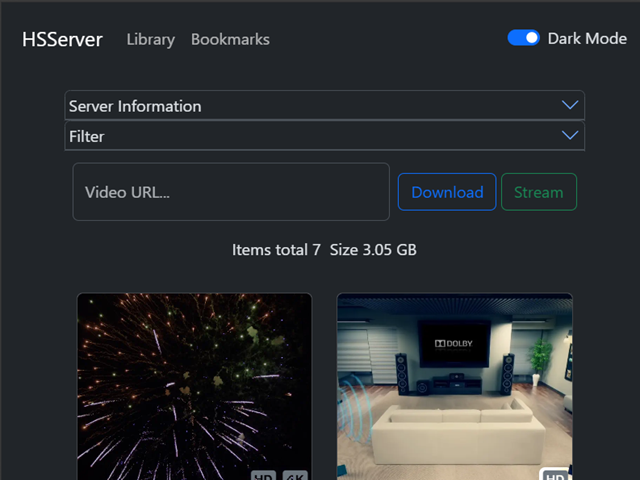 HSServer Library Bookmarks Dark Mode
Server Information
Filter
Video URL... Download Stream
Items total 7 Size 3.05 GB
DOLBY
HD 4K HD